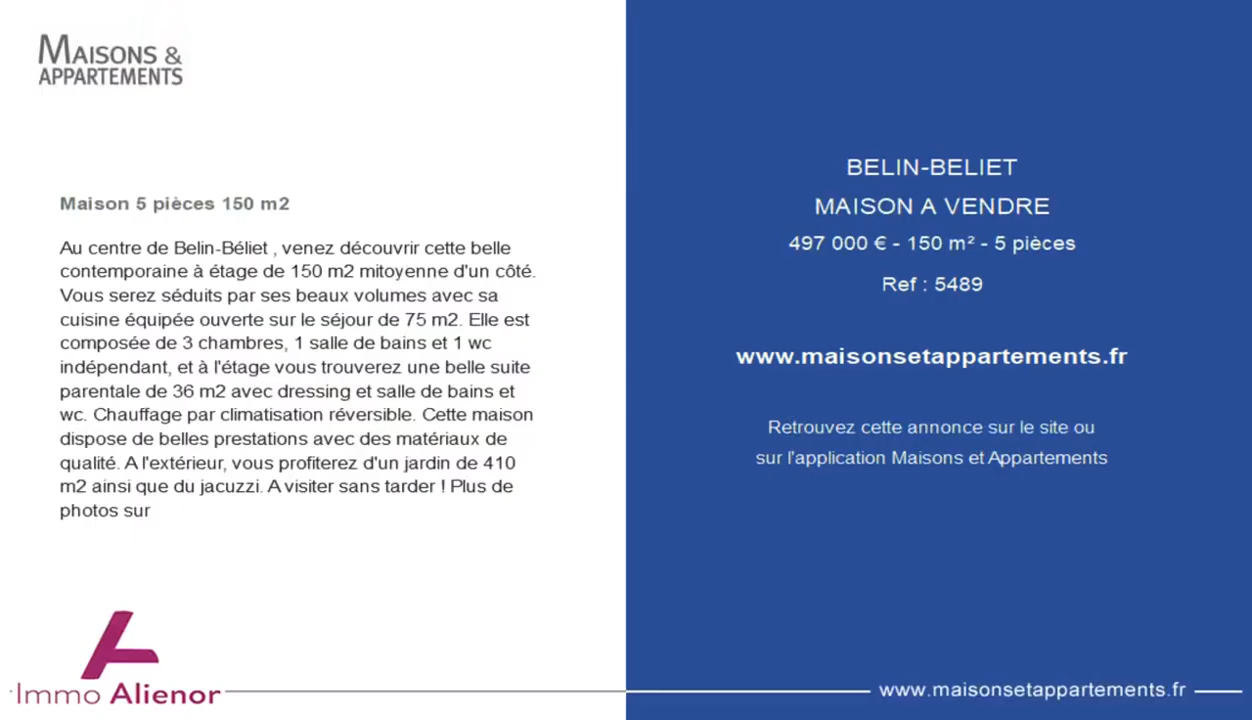 MAISONS &
APPARTEMENTS
Maison 5 pièces 150 m2
Au centre de Belin-Béliet , venez découvrir cette belle
contemporaine à étage de 150 m2 mitoyenne d'un côté.
Vous serez séduits par ses beaux volumes avec sa
cuisine équipée ouverte sur le séjour de 75 m2. Elle est
composée de 3 chambres, 1 salle de bains et 1 wc
indépendant, et à l'étage vous trouverez une belle suite
parentale de 36 m2 avec dressing et salle de bains et
wc. Chauffage par climatisation réversible. Cette maison
dispose de belles prestations avec des matériaux de
qualité. A l'extérieur, vous profiterez d'un jardin de 410
m2 ainsi que du jacuzzi. A visiter sans tarder ! Plus de
photos sur
Immo Alienor
BELIN-BELIET
MAISON A VENDRE
497 000 € - 150 m² - 5 pièces
Ref : 5489
www.maisonsetappartements.fr
Retrouvez cette annonce sur le site ou
sur l'application Maisons et Appartements
www.maisonsetappartements.fr